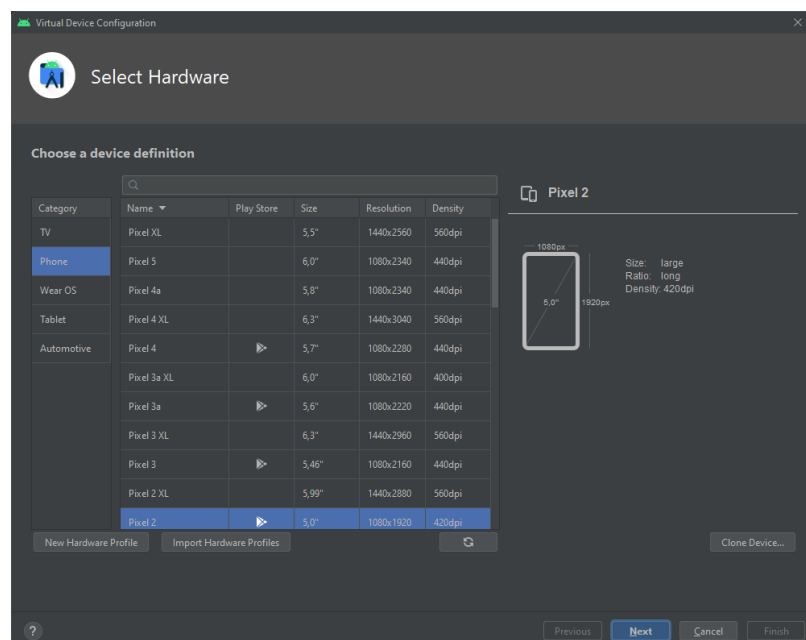 Virtual Device Configuration
Select Hardware
Choose a device definition
Category
TV
Phone
Wear OS
Tablet
Automotive
Name Play Store Size Resolution Density
Pixel XL 5,5" 1440x2560 560dpi
Pixel 5 6,0" 1080x2340 440dpi
Pixel 4a 5,8" 1080x2340 440dpi
Pixel 4 XL 6,3" 1440x3040 560dpi
Pixel 4 5,7" 1080x2280 440dpi
Pixel 3a XL 6,0" 1080x2160 400dpi
Pixel 3a 5,6" 1080x2220 440dpi
Pixel 3 XL 6,3" 1440x2960 560dpi
Pixel 3 5,46" 1080x2160 440dpi
Pixel 2 XL 5,99" 1440x2880 560dpi
Pixel 2 5,0" 1080x1920 420dpi
New Hardware Profile Import Hardware Profiles
Pixel 2
1080px
5,0"
1920px
Size: large
Ratio: long
Density: 420dpi
Clone Device...
? Previous Next Cancel Finish